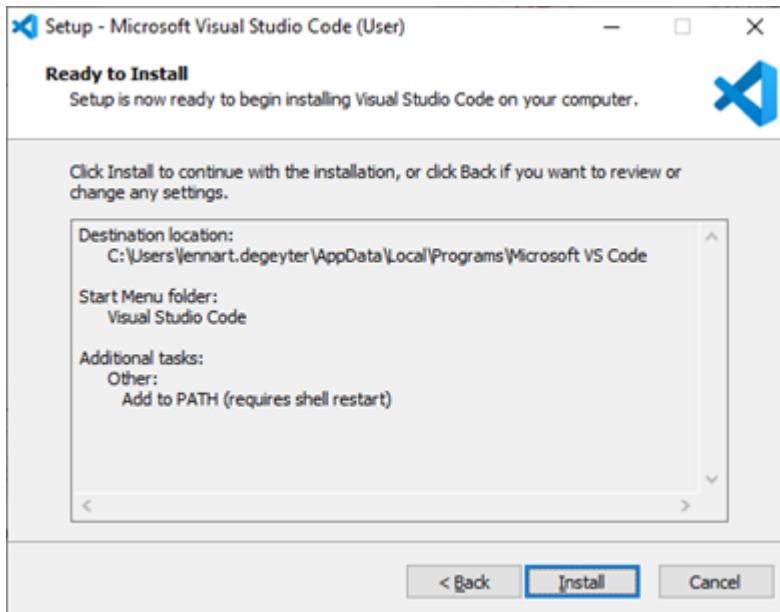 Setup - Microsoft Visual Studio Code (User)
Ready to Install
Setup is now ready to begin installing Visual Studio Code on your computer.
Click Install to continue with the installation, or click Back if you want to review or
change any settings.
Destination location:
C:\Users\lennart.degeyter\AppData\Local\Programs\Microsoft VS Code
Start Menu folder:
Visual Studio Code
Additional tasks:
Other:
Add to PATH (requires shell restart)
< Back
Install
Cancel